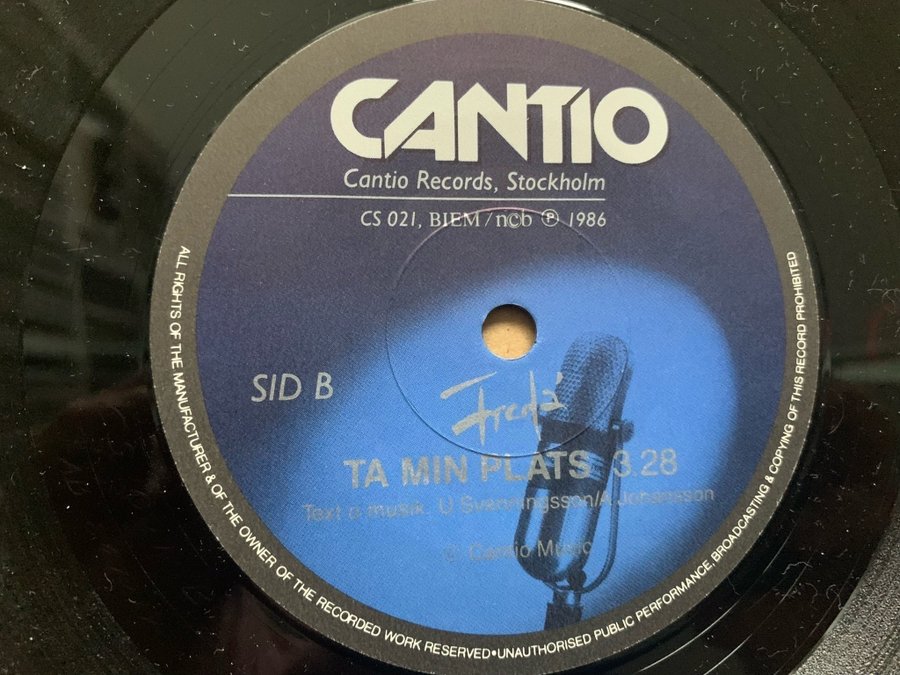 CANTIO
Cantio Records, Stockholm
CS 021, BIEM / n©b ℗ 1986
SID B
Freda'
TA MIN PLATS 3.28
Text o musik. U Svenningsson/A Johansson
© Cantio Music
ALL RIGHTS OF THE MANUFACTURER & OF THE OWNER OF THE RECORDED WORK RESERVED•UNAUTHORISED PUBLIC PERFORMANCE, BROADCASTING & COPYING OF THIS RECORD PROHIBITED